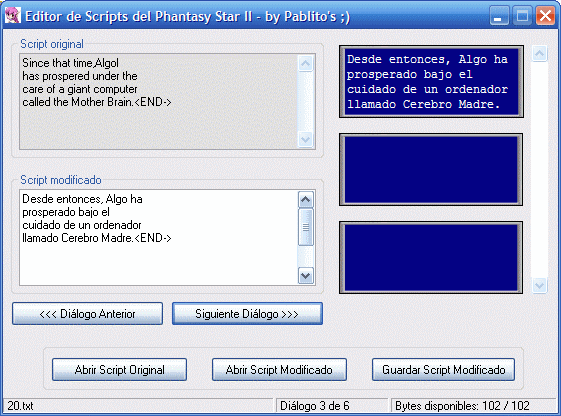 Editor de Scripts del Phantasy Star II - by Pablito's ;)
Script original
Since that time,Algol
has prospered under the
care of a giant computer
called the Mother Brain.<END->
Script modificado
Desde entonces, Algo ha
prosperado bajo el
cuidado de un ordenador
llamado Cerebro Madre.<END->
Desde entonces, Algo ha
prosperado bajo el
cuidado de un ordenador
llamado Cerebro Madre.
<<< Diálogo Anterior
Siguiente Diálogo >>>
Abrir Script Original
Abrir Script Modificado
Guardar Script Modificado
20.txt
Diálogo 3 de 6
Bytes disponibles: 102 / 102